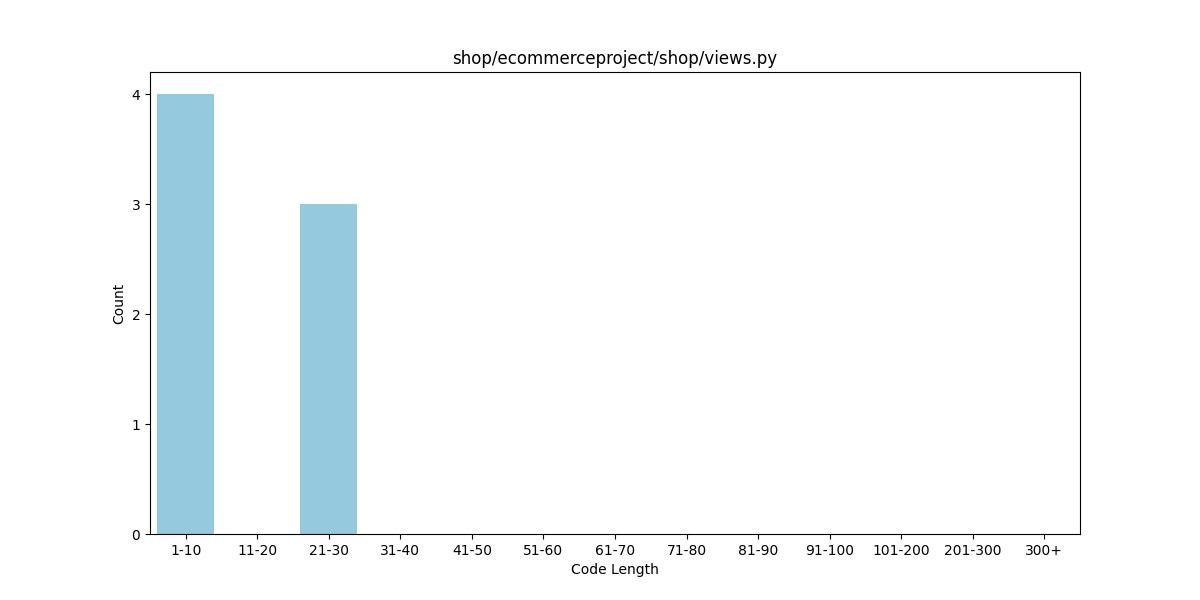 shop/ecommerceproject/shop/views.py
4
3
2
1
0
Count
1-10 11-20 21-30 31-40 41-50 51-60 61-70 71-80 81-90 91-100 101-200 201-300 300+
Code Length